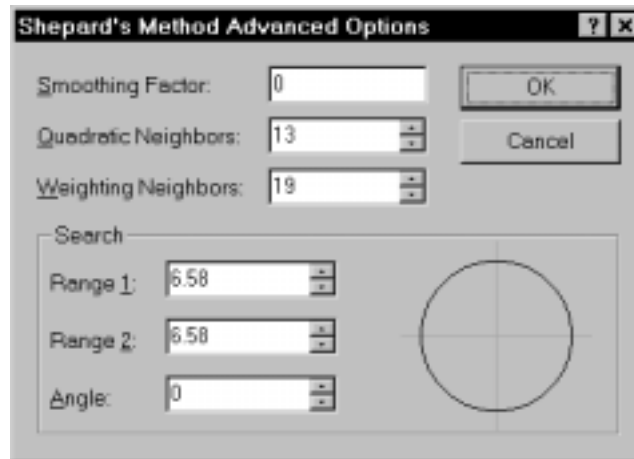 Shepard's Method Advanced Options
Smoothing Factor: 0
OK
Quadratic Neighbors: 13
Cancel
Weighting Neighbors: 19
Search
Range 1: 6.58
Range 2: 6.58
Angle: 0